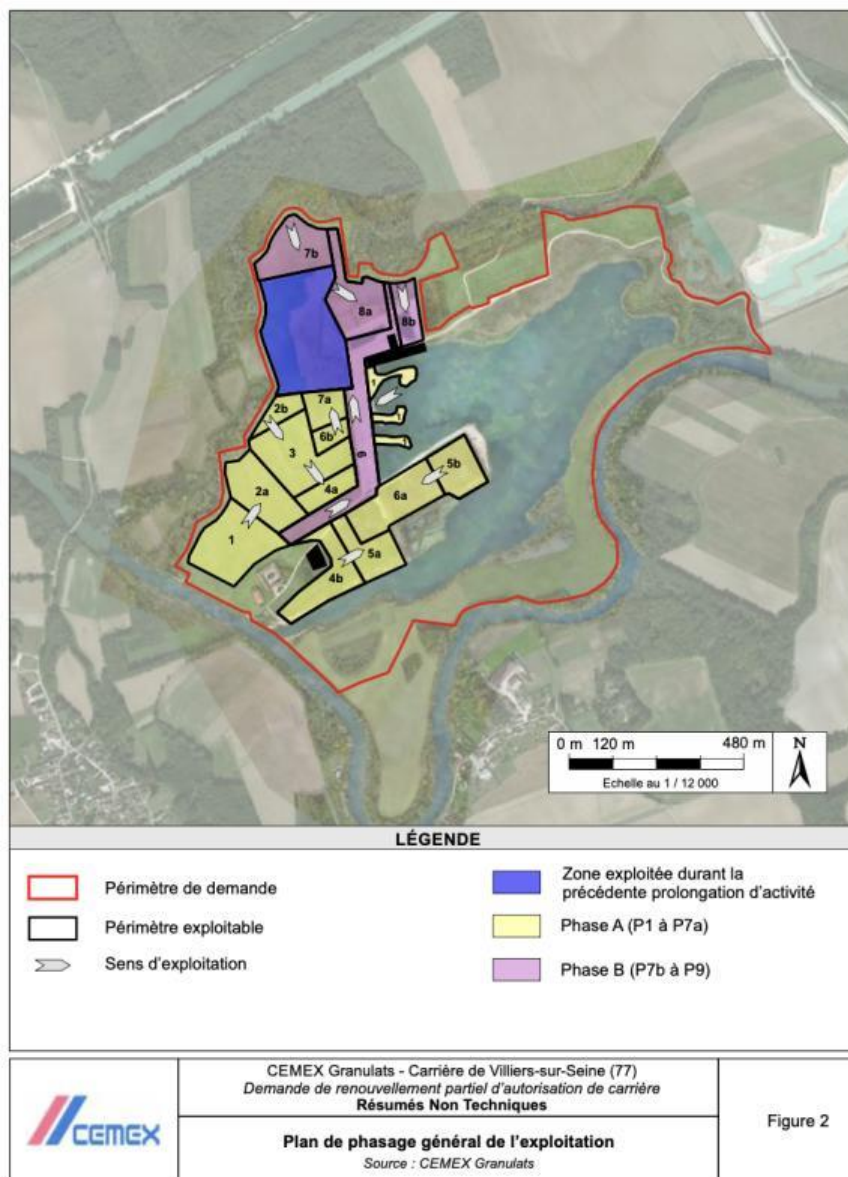 7b
8a
8b
1
2b
7a
6b
3
9
5b
2a
4a
6a
1
5a
4b
0 m 120 m 480 m
N
Echelle au 1 / 12 000
LÉGENDE
Périmètre de demande
Périmètre exploitable
Sens d'exploitation
Zone exploitée durant la
précédente prolongation d'activité
Phase A (P1 à P7a)
Phase B (P7b à P9)
CEMEX
CEMEX Granulats - Carrière de Villiers-sur-Seine (77)
Demande de renouvellement partiel d'autorisation de carrière
Résumés Non Techniques
Plan de phasage général de l'exploitation
Source : CEMEX Granulats
Figure 2